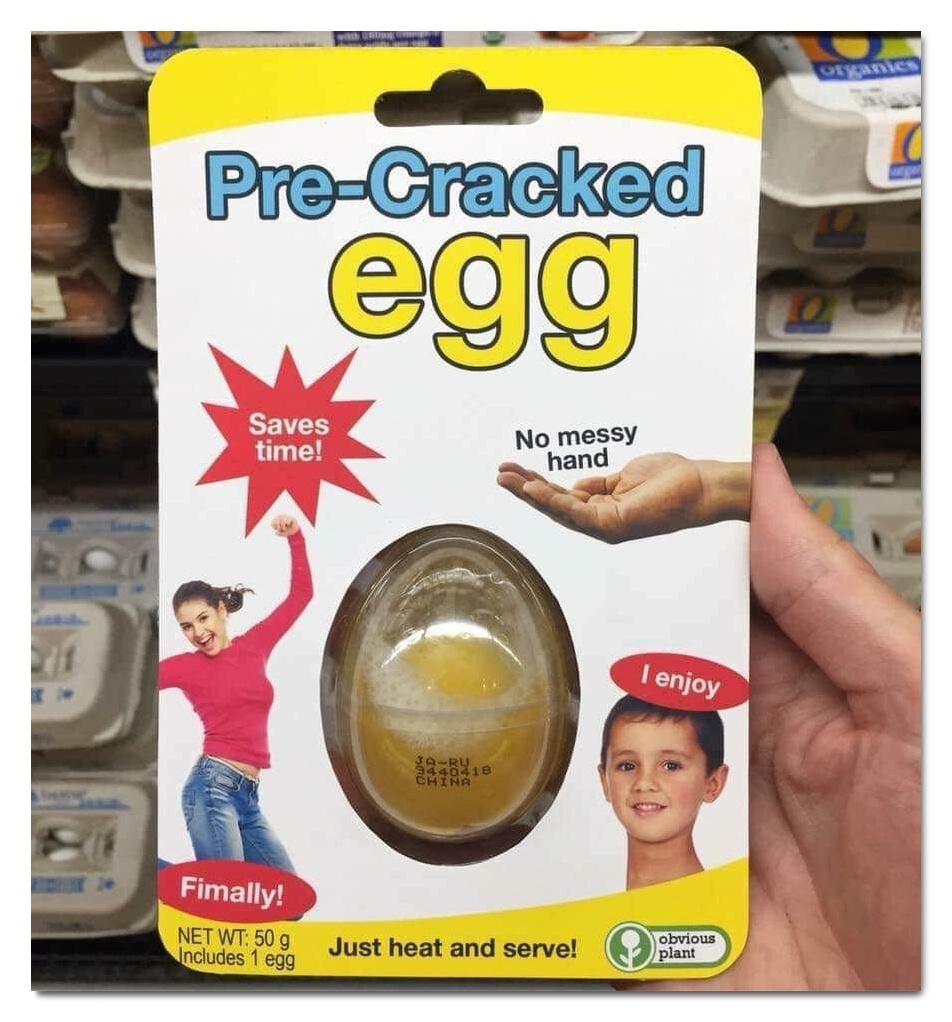 organics
Pre-Cracked
egg
Saves
time!
No messy
hand
I enjoy
JA-RU
3440418
CHINA
Fimally!
NET WT: 50 g
Includes 1 egg
Just heat and serve!
obvious
plant